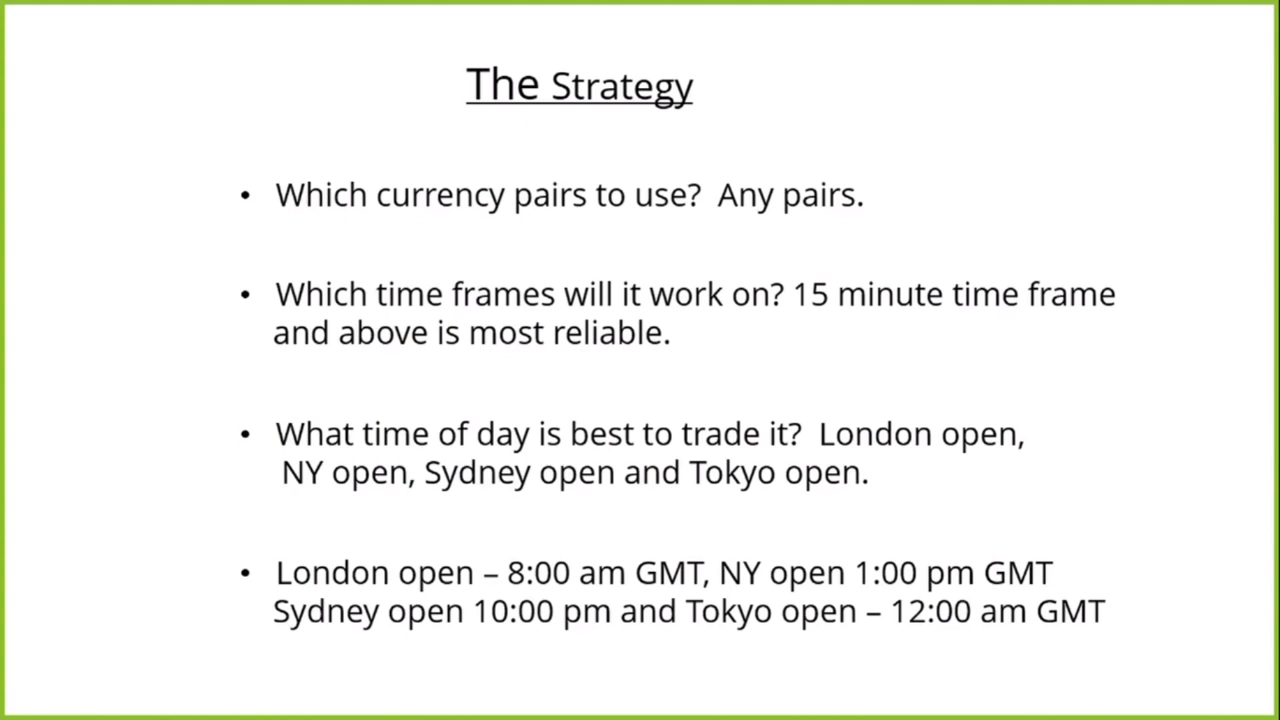 The Strategy
• Which currency pairs to use?  Any pairs.
• Which time frames will it work on? 15 minute time frame
and above is most reliable.
• What time of day is best to trade it?  London open,
NY open, Sydney open and Tokyo open.
• London open – 8:00 am GMT, NY open 1:00 pm GMT
Sydney open 10:00 pm and Tokyo open – 12:00 am GMT